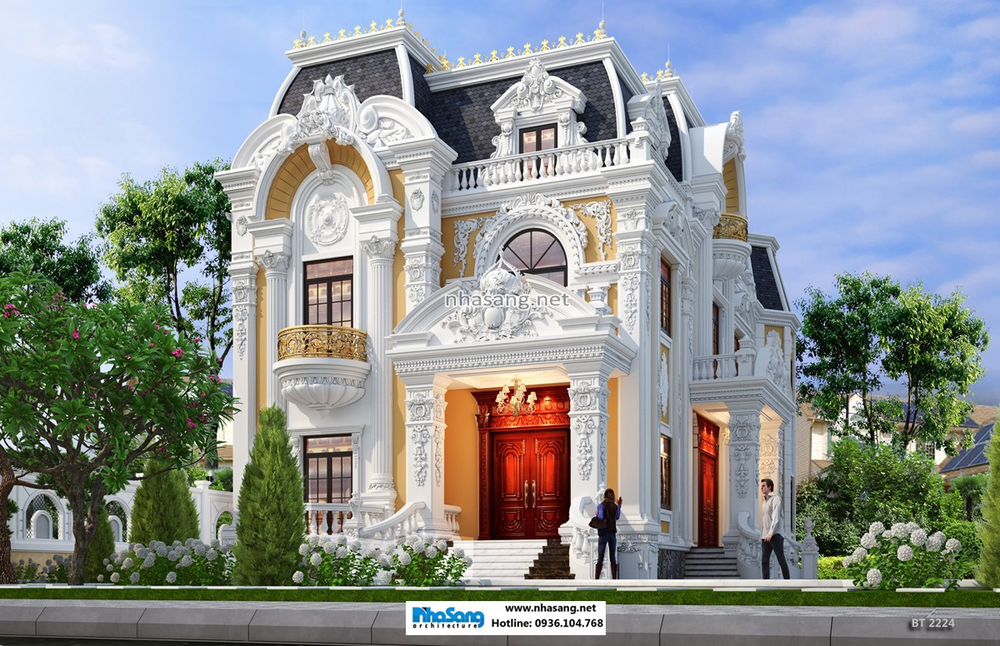 nhasang.net
NhaSang
architecture
www.nhasang.net
Hotline: 0936.104.768
BT 2224